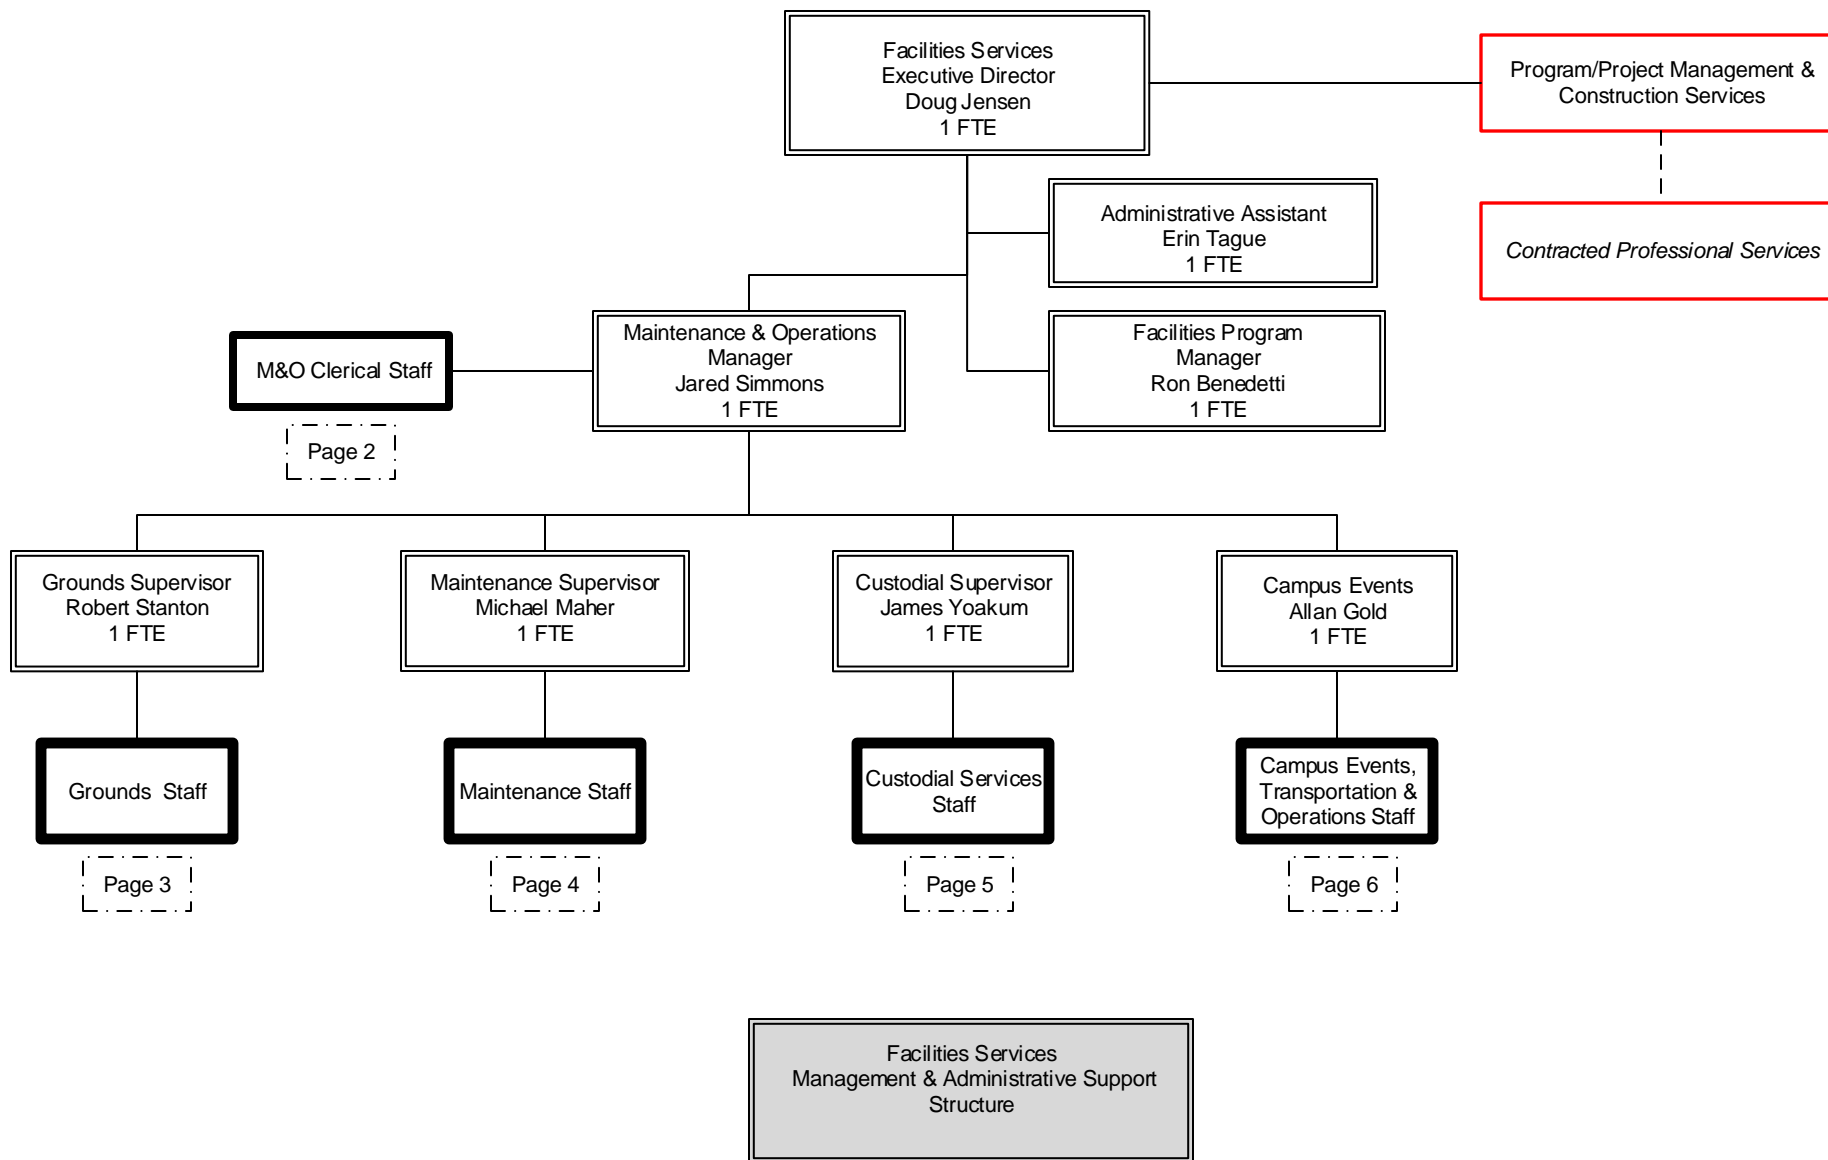 Facilities Services
Executive Director
Doug Jensen
1 FTE
Program/Project Management &
Construction Services
Administrative Assistant
Erin Tague
1 FTE
Contracted Professional Services
M&O Clerical Staff
Page 2
Maintenance & Operations
Manager
Jared Simmons
1 FTE
Facilities Program
Manager
Ron Benedetti
1 FTE
Grounds Supervisor
Robert Stanton
1 FTE
Maintenance Supervisor
Michael Maher
1 FTE
Custodial Supervisor
James Yoakum
1 FTE
Campus Events
Allan Gold
1 FTE
Grounds Staff
Maintenance Staff
Custodial Services
Staff
Campus Events,
Transportation &
Operations Staff
Page 3
Page 4
Page 5
Page 6
Facilities Services
Management & Administrative Support
Structure